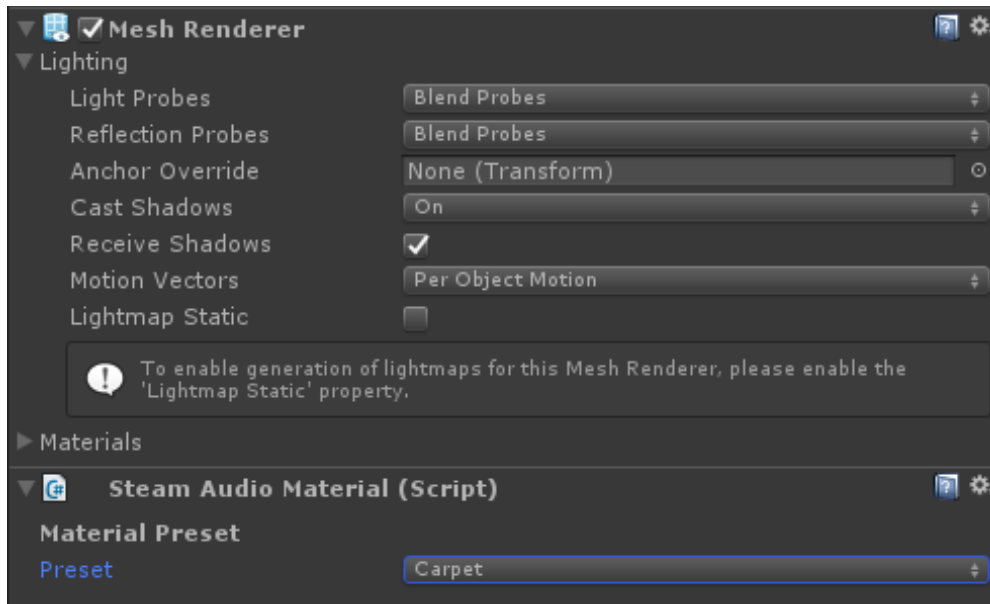 Mesh Renderer
Lighting
Light Probes Blend Probes
Reflection Probes Blend Probes
Anchor Override None (Transform)
Cast Shadows On
Receive Shadows
Motion Vectors Per Object Motion
Lightmap Static
To enable generation of lightmaps for this Mesh Renderer, please enable the
'Lightmap Static' property.
Materials
C# Steam Audio Material (Script)
Material Preset
Preset Carpet